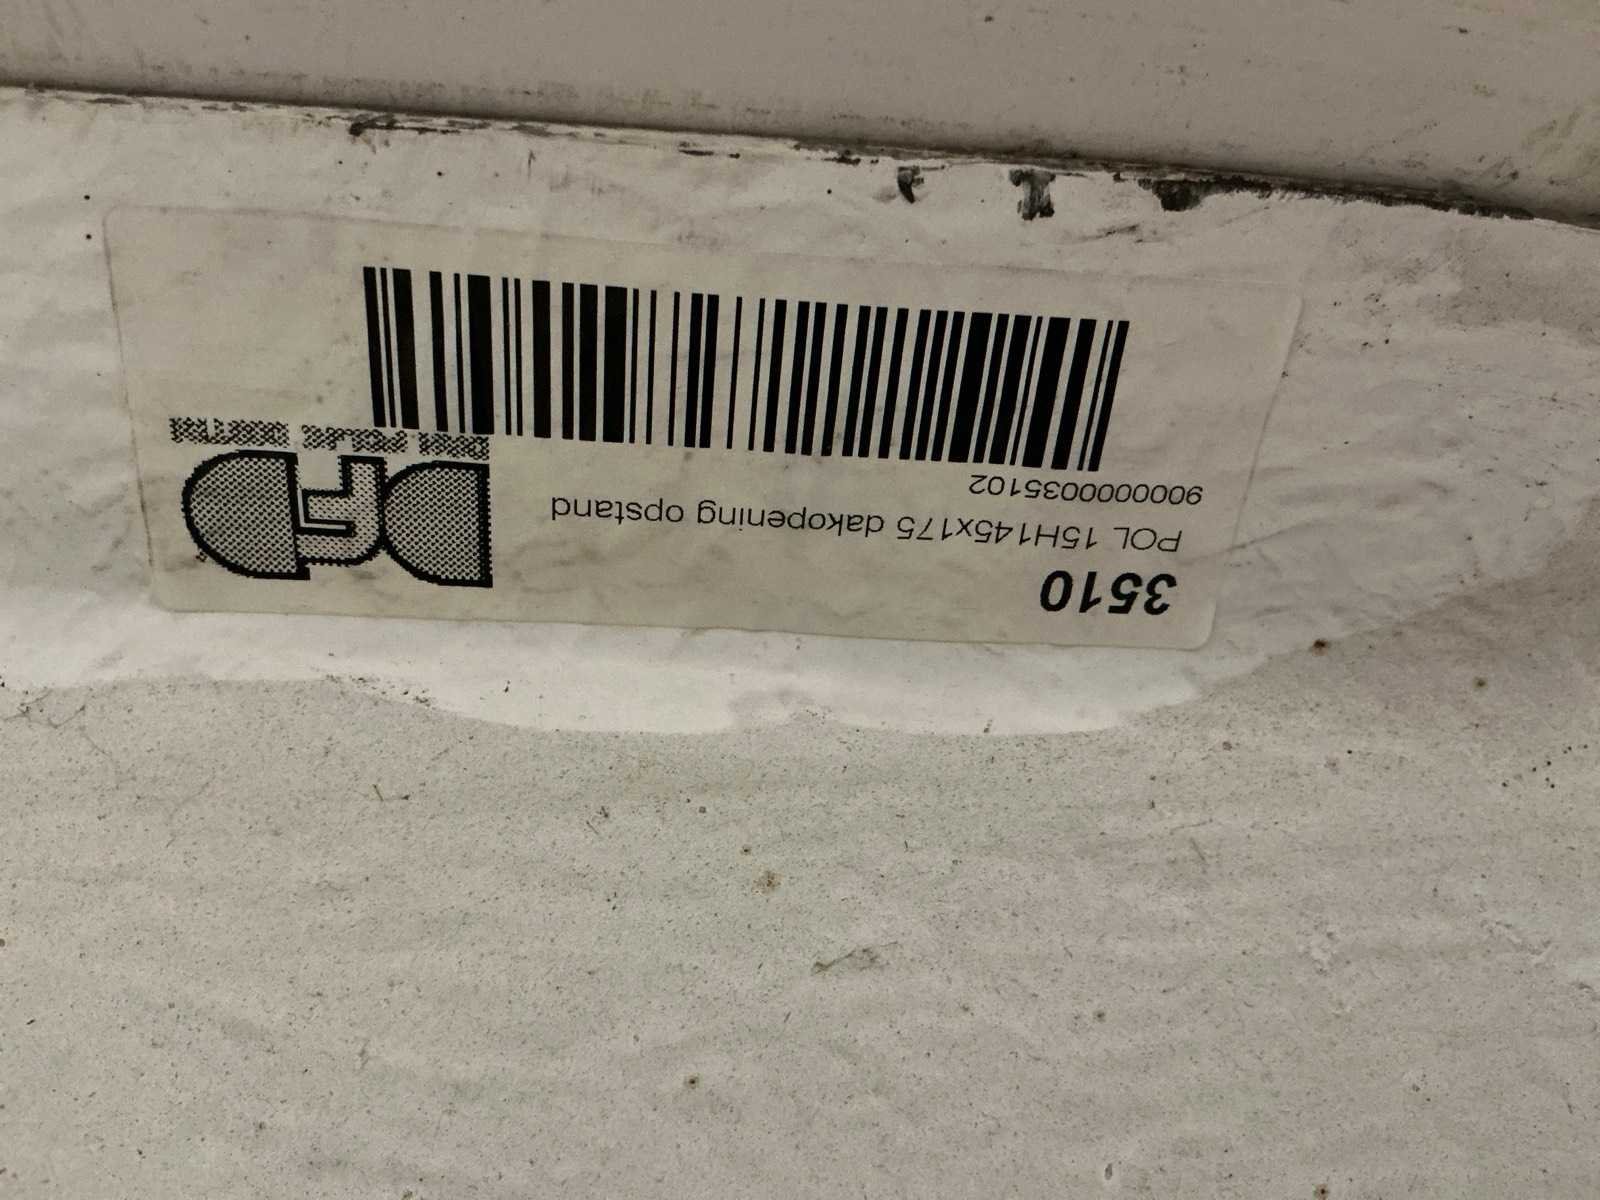 3510
POL 15H145x175 dakopening opstand
9000000035102